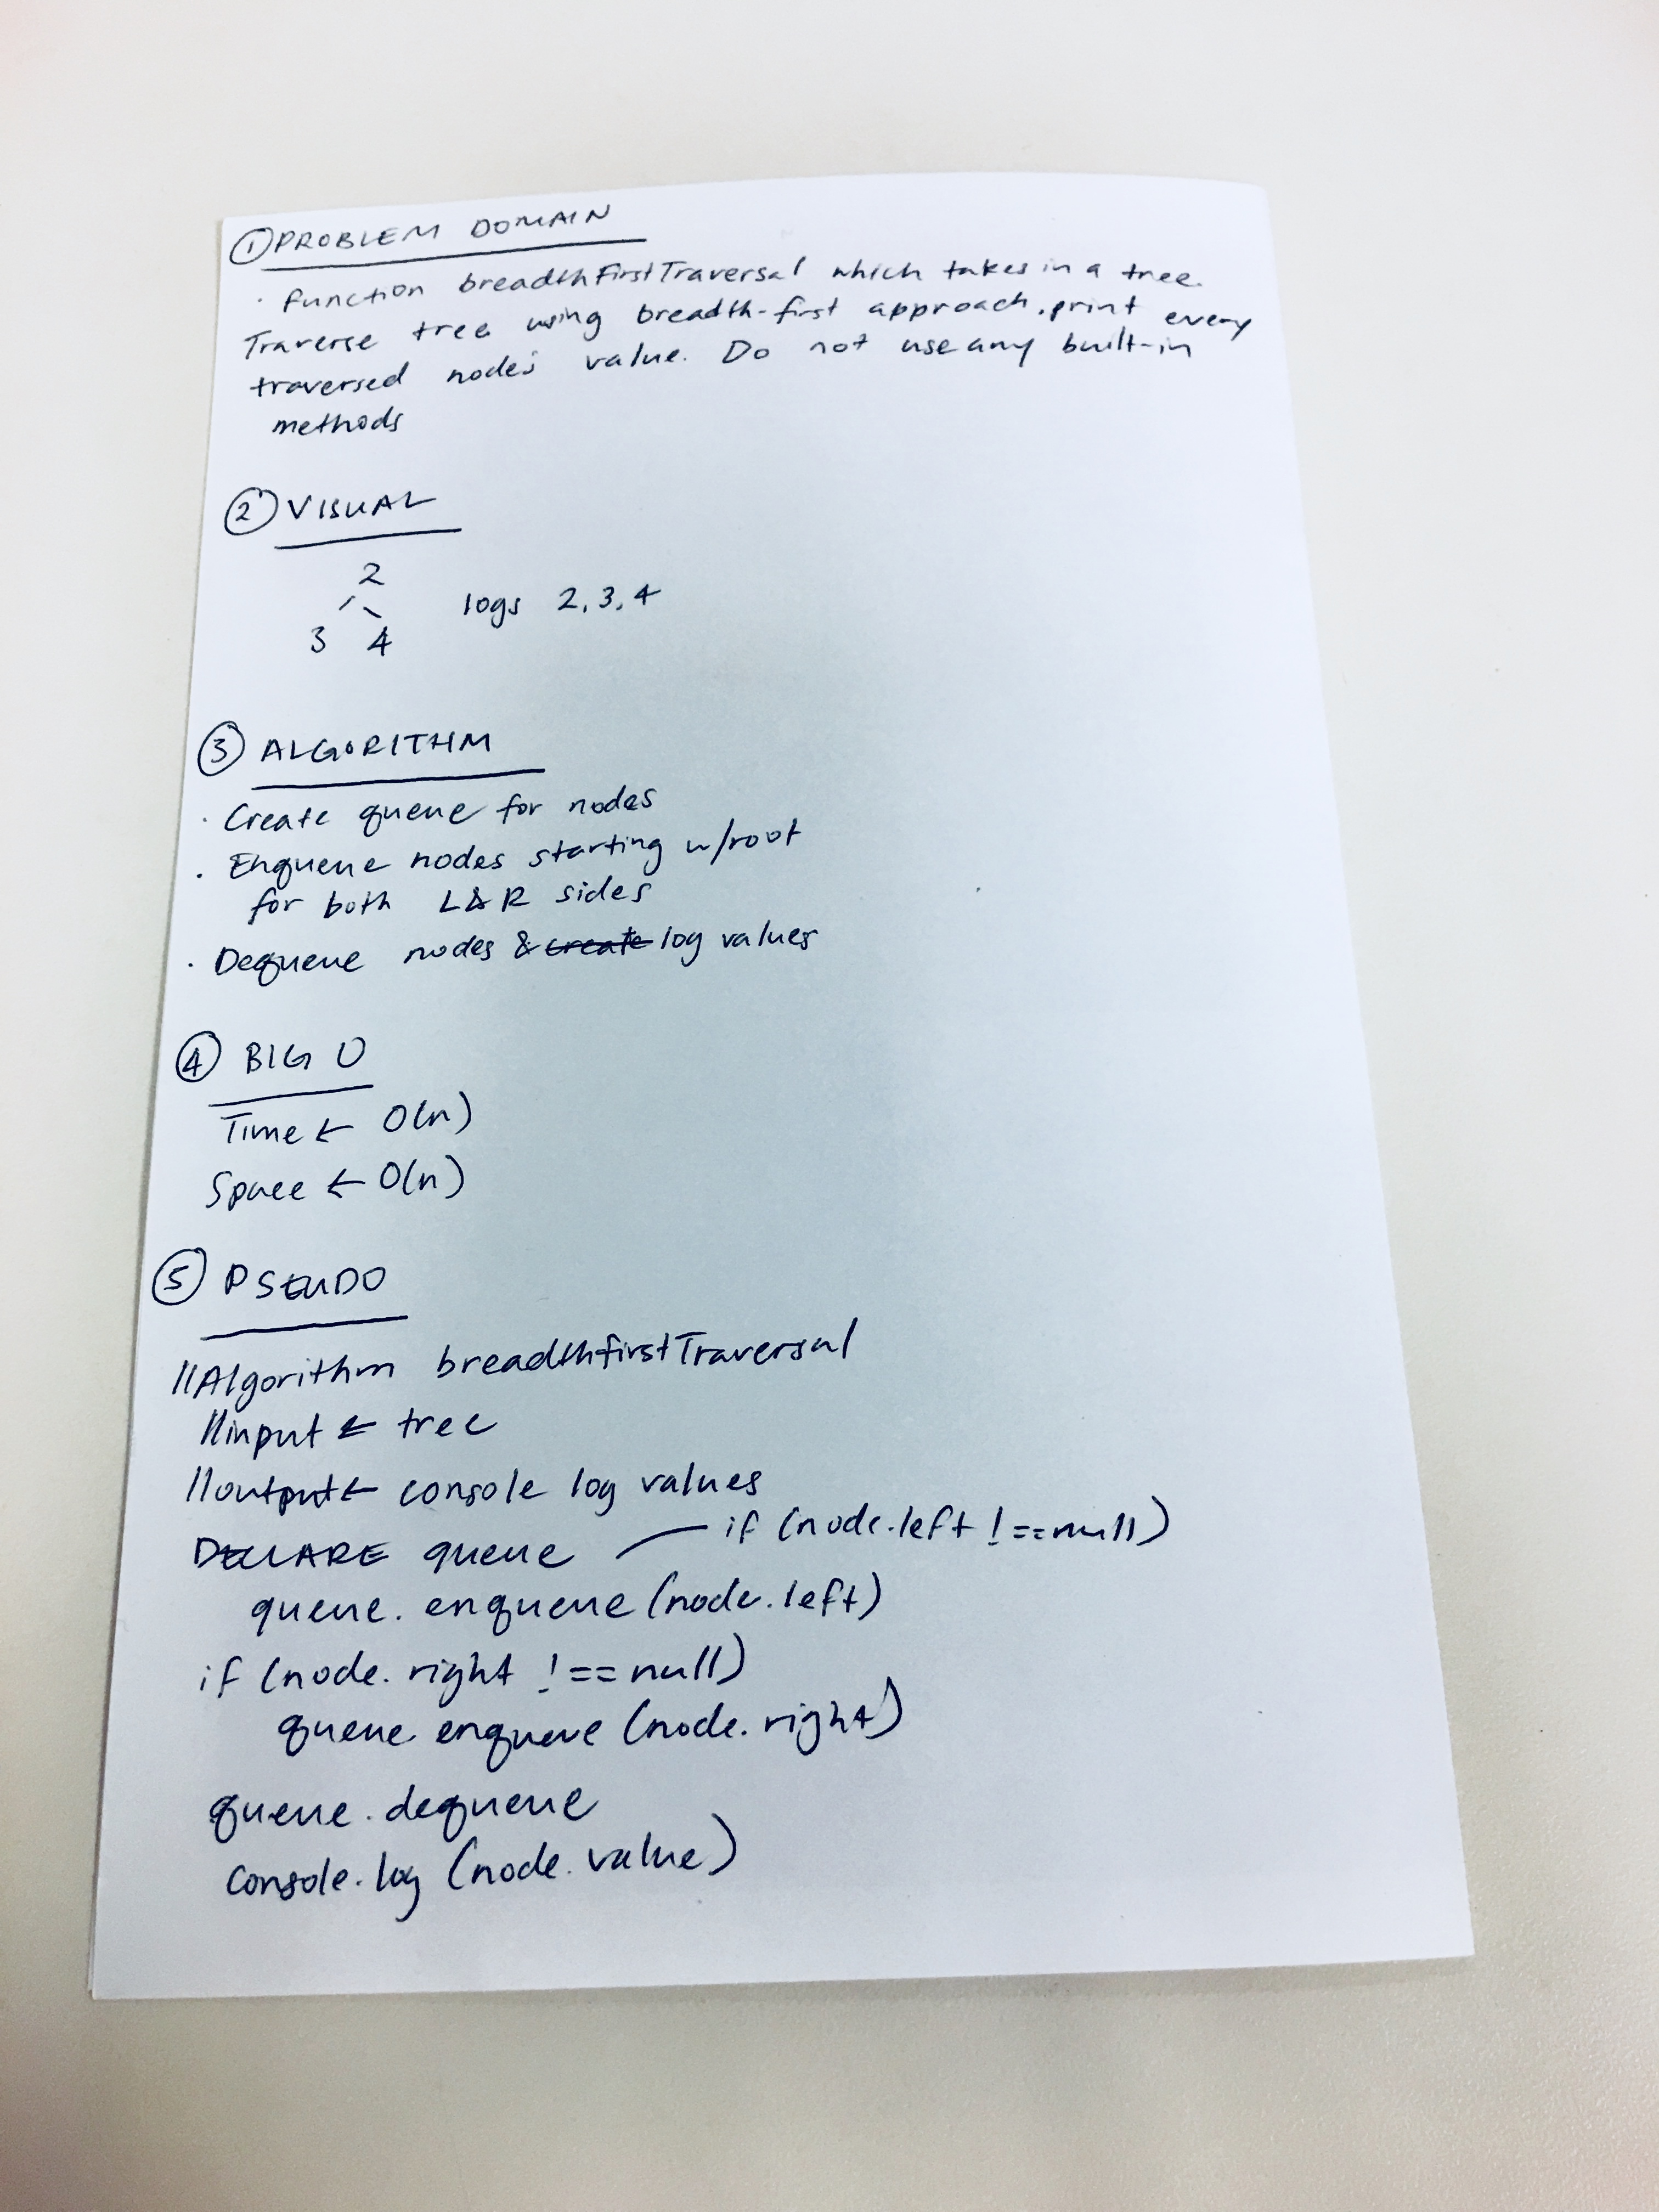 ① PROBLEM DOMAIN
· Function breadthFirstTraversal which takes in a tree.
Traverse tree using breadth-first approach, print every
traversed node's value. Do not use any built-in
methods
② VISUAL
2
3 4
logs 2, 3, 4
③ ALGORITHM
· Create queue for nodes
· Enqueue nodes starting w/root
for both L&R sides
· Dequeue nodes & create log values
④ BIG O
Time ← O(n)
Space ← O(n)
⑤ PSEUDO
//Algorithm breadthfirstTraversal
//input ← tree
//output ← console log values
DECLARE queue — if (node.left !== null)
queue.enqueue(node.left)
if (node.right !== null)
queue.enqueue(node.right)
queue.dequeue
console.log(node.value)